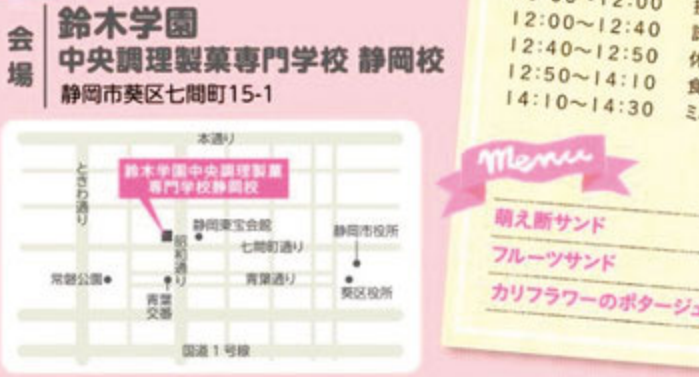 会場
鈴木学園
中央調理製菓専門学校 静岡校
静岡市葵区七間町15-1
本通り
ときわ通り
鈴木学園中央調理製菓
専門学校静岡校
静岡東宝会館
昭和通り
七間町通り
静岡市役所
常磐公園
青葉通り
葵区役所
青葉
交番
国道1号線
12:00
12:00〜12:40
12:40〜12:50
12:50〜14:10
14:10〜14:30
menu
萌え断サンド
フルーツサンド
カリフラワーのポタージュ